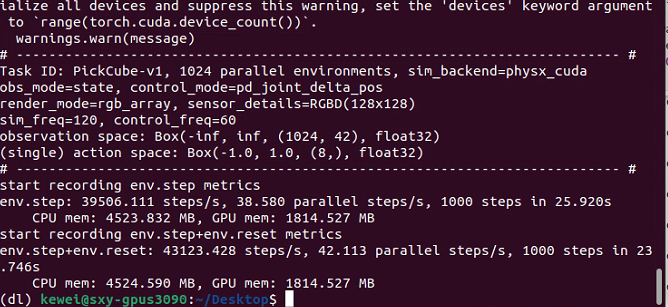 ialize all devices and suppress this warning, set the 'devices' keyword argument
 to `range(torch.cuda.device_count())`.
  warnings.warn(message)
# -------------------------------------------------------------------------- #
Task ID: PickCube-v1, 1024 parallel environments, sim_backend=physx_cuda
obs_mode=state, control_mode=pd_joint_delta_pos
render_mode=rgb_array, sensor_details=RGBD(128x128)
sim_freq=120, control_freq=60
observation space: Box(-inf, inf, (1024, 42), float32)
(single) action space: Box(-1.0, 1.0, (8,), float32)
# -------------------------------------------------------------------------- #
start recording env.step metrics
env.step: 39506.111 steps/s, 38.580 parallel steps/s, 1000 steps in 25.920s
    CPU mem: 4523.832 MB, GPU mem: 1814.527 MB
start recording env.step+env.reset metrics
env.step+env.reset: 43123.428 steps/s, 42.113 parallel steps/s, 1000 steps in 23
.746s
    CPU mem: 4524.590 MB, GPU mem: 1814.527 MB
(dl) kewei@sxy-gpus3090:~/Desktop$